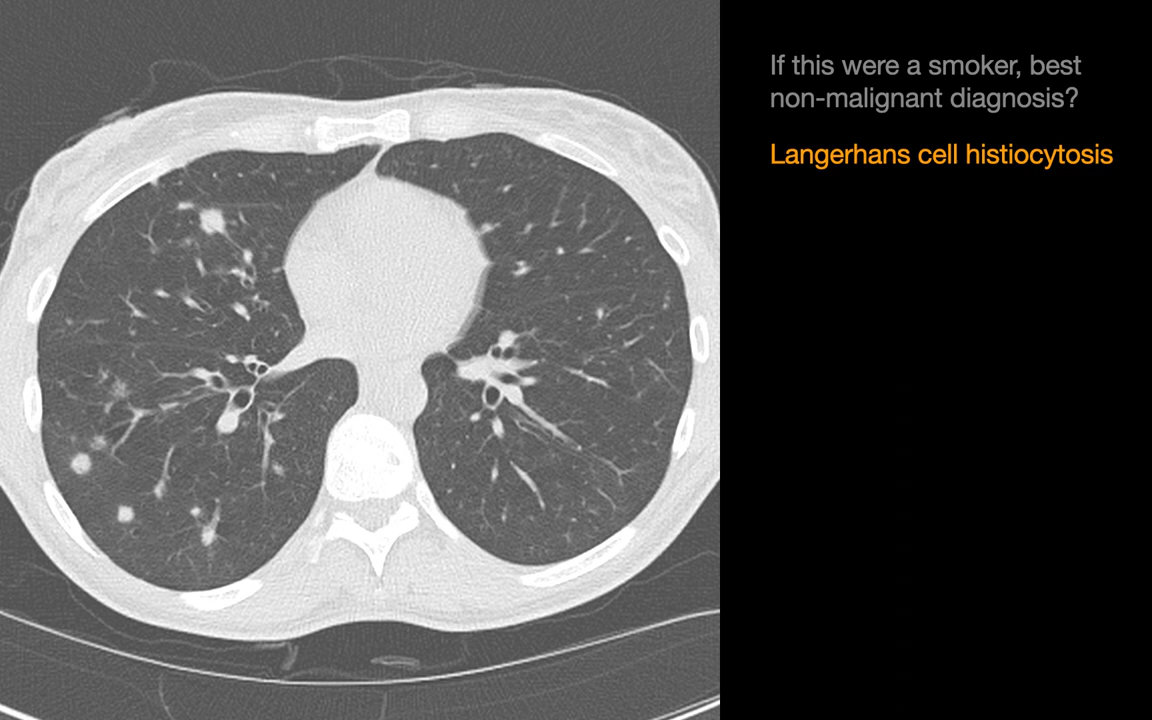 If this were a smoker, best
non-malignant diagnosis?
Langerhans cell histiocytosis